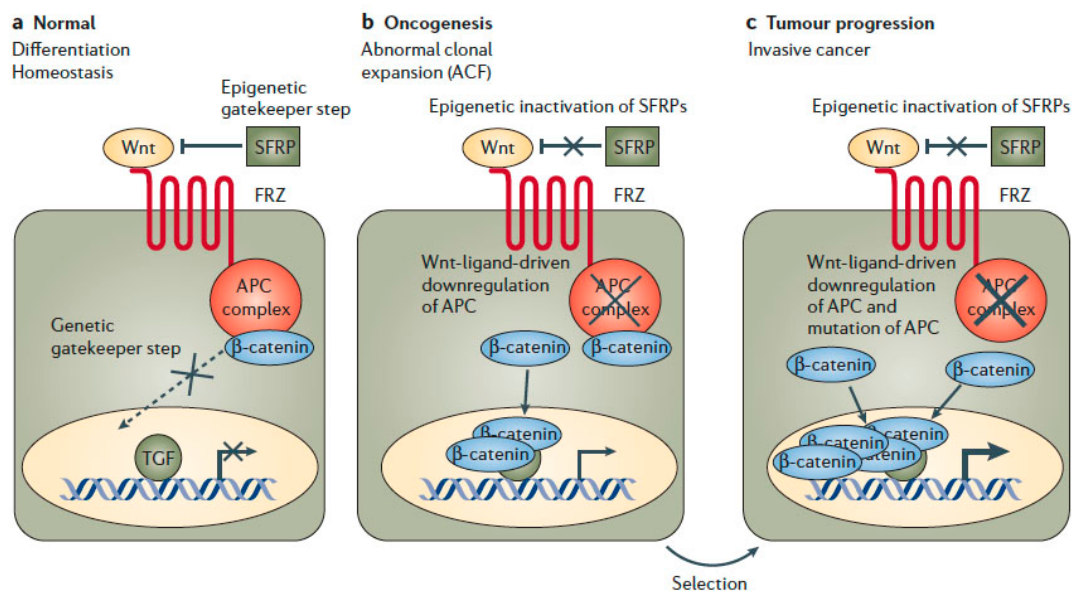 a Normal
Differentiation
Homeostasis
Epigenetic
gatekeeper step
Wnt
SFRP
FRZ
APC
complex
β-catenin
Genetic
gatekeeper step
TGF
b Oncogenesis
Abnormal clonal
expansion (ACF)
Epigenetic inactivation of SFRPs
Wnt
SFRP
FRZ
Wnt-ligand-driven
downregulation
of APC
APC
complex
β-catenin
β-catenin
β-catenin
β-catenin
c Tumour progression
Invasive cancer
Epigenetic inactivation of SFRPs
Wnt
SFRP
FRZ
Wnt-ligand-driven
downregulation
of APC and
mutation of APC
APC
complex
β-catenin
β-catenin
β-catenin
β-catenin
β-catenin
catenin
Selection